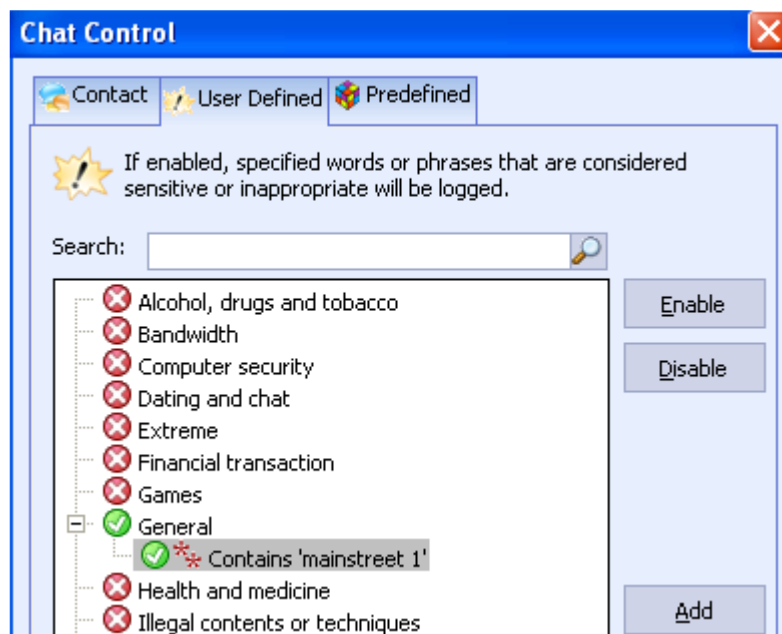 Chat Control
Contact User Defined Predefined
If enabled, specified words or phrases that are considered
sensitive or inappropriate will be logged.
Search:
Alcohol, drugs and tobacco
Enable
Bandwidth
Computer security
Disable
Dating and chat
Extreme
Financial transaction
Games
General
Contains 'mainstreet 1'
Health and medicine
Add
Illegal contents or techniques